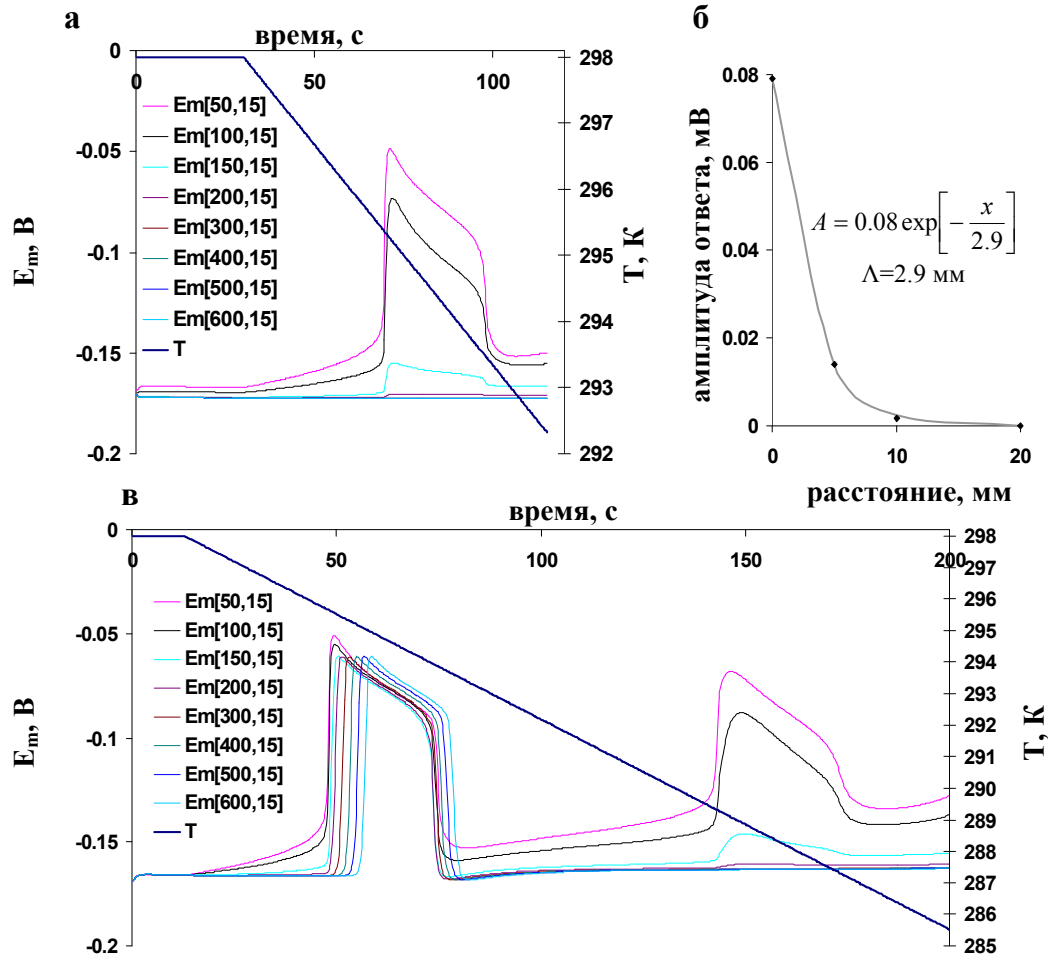 а
время, с
0
0
50
100
-0.05
-0.1
-0.15
-0.2
Em, В
Em[50,15]
Em[100,15]
Em[150,15]
Em[200,15]
Em[300,15]
Em[400,15]
Em[500,15]
Em[600,15]
T
298
297
296
295
294
293
292
T, К
б
0.08
0.06
0.04
0.02
0
амплитуда ответа, мВ
A = 0.08 exp[-x/2.9]
Λ=2.9 мм
0
10
20
расстояние, мм
в
время, с
0
0
50
100
150
200
-0.05
-0.1
-0.15
-0.2
Em, В
Em[50,15]
Em[100,15]
Em[150,15]
Em[200,15]
Em[300,15]
Em[400,15]
Em[500,15]
Em[600,15]
T
298
297
296
295
294
293
292
291
290
289
288
287
286
285
T, К